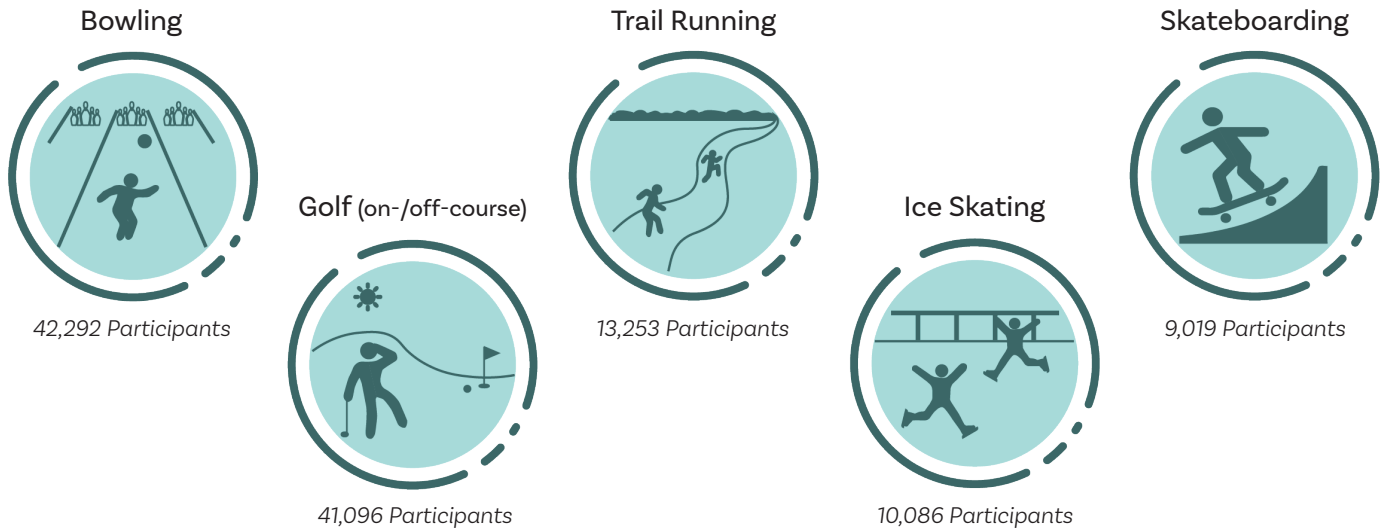 Bowling
42,292 Participants
Golf (on-/off-course)
41,096 Participants
Trail Running
13,253 Participants
Ice Skating
10,086 Participants
Skateboarding
9,019 Participants